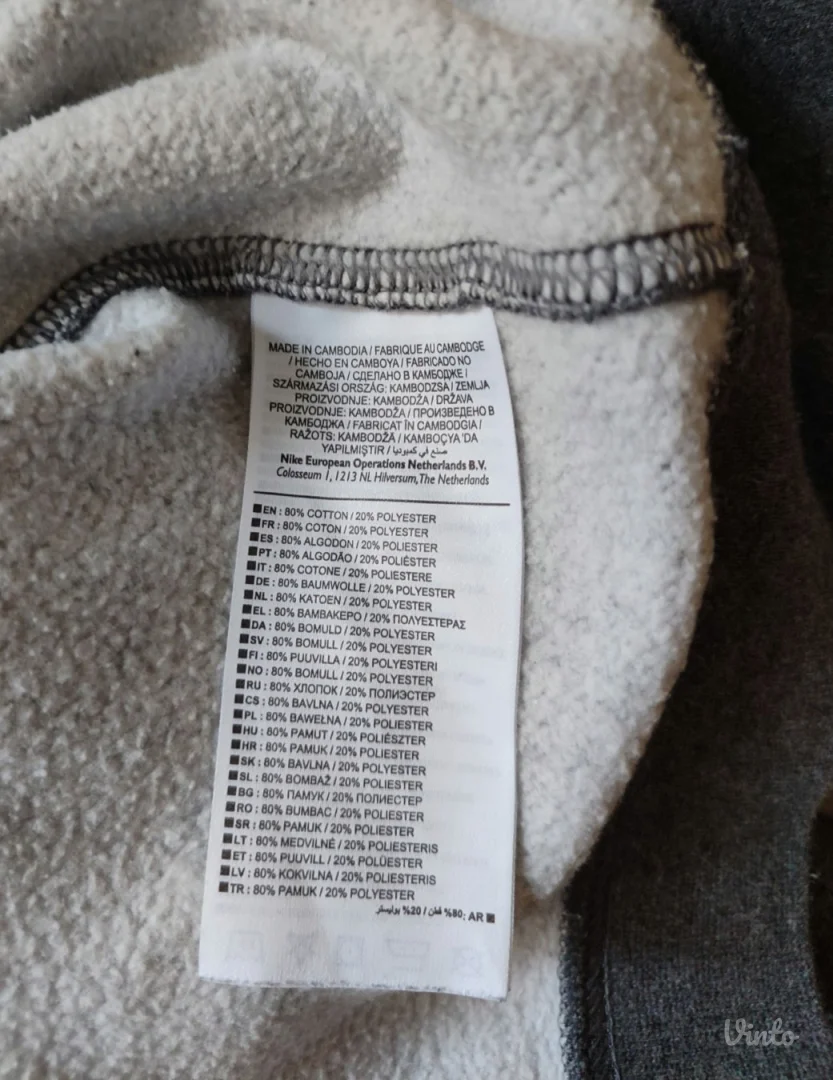 MADE IN CAMBODIA / FABRIQUE AU CAMBODGE
/ HECHO EN CAMBOYA / FABRICADO NO
CAMBOJA / СДЕЛАНО В КАМБОДЖЕ /
SZÁRMAZÁSI ORSZÁG: KAMBODZSA / ZEMLJA
PROIZVODNJE: KAMBODŽA / DRŽAVA
PROIZVODNJE: KAMBODŽA / ПРОИЗВЕДЕНО В
КАМБОДЖА / FABRICAT ÎN CAMBODGIA /
RAŽOTS: KAMBODŽĀ / KAMBOÇYA 'DA
YAPILMIŞTIR / صنع في كمبوديا
Nike European Operations Netherlands B.V.
Colosseum 1, 1213 NL Hilversum, The Netherlands
EN : 80% COTTON / 20% POLYESTER
FR : 80% COTON / 20% POLYESTER
ES : 80% ALGODON / 20% POLIESTER
PT : 80% ALGODÃO / 20% POLIÉSTER
IT : 80% COTONE / 20% POLIESTERE
DE : 80% BAUMWOLLE / 20% POLYESTER
NL : 80% KATOEN / 20% POLYESTER
EL : 80% ΒΑΜΒΑΚΕΡΟ / 20% ΠΟΛΥΕΣΤΕΡΑΣ
DA : 80% BOMULD / 20% POLYESTER
SV : 80% BOMULL / 20% POLYESTER
FI : 80% PUUVILLA / 20% POLYESTERI
NO : 80% BOMULL / 20% POLYESTER
RU : 80% ХЛОПОК / 20% ПОЛИЭСТЕР
CS : 80% BAVLNA / 20% POLYESTER
PL : 80% BAWEŁNA / 20% POLIESTER
HU : 80% PAMUT / 20% POLIÉSZTER
HR : 80% PAMUK / 20% POLIESTER
SK : 80% BAVLNA / 20% POLYESTER
SL : 80% BOMBAŽ / 20% POLIESTER
BG : 80% ПАМУК / 20% ПОЛИЕСТЕР
RO : 80% BUMBAC / 20% POLIESTER
SR : 80% PAMUK / 20% POLIESTER
LT : 80% MEDVILNĖ / 20% POLIESTERIS
ET : 80% PUUVILL / 20% POLÜESTER
LV : 80% KOKVILNA / 20% POLIESTERIS
TR : 80% PAMUK / 20% POLYESTER
AR :80% قطن / 20% بوليستر
Vinto